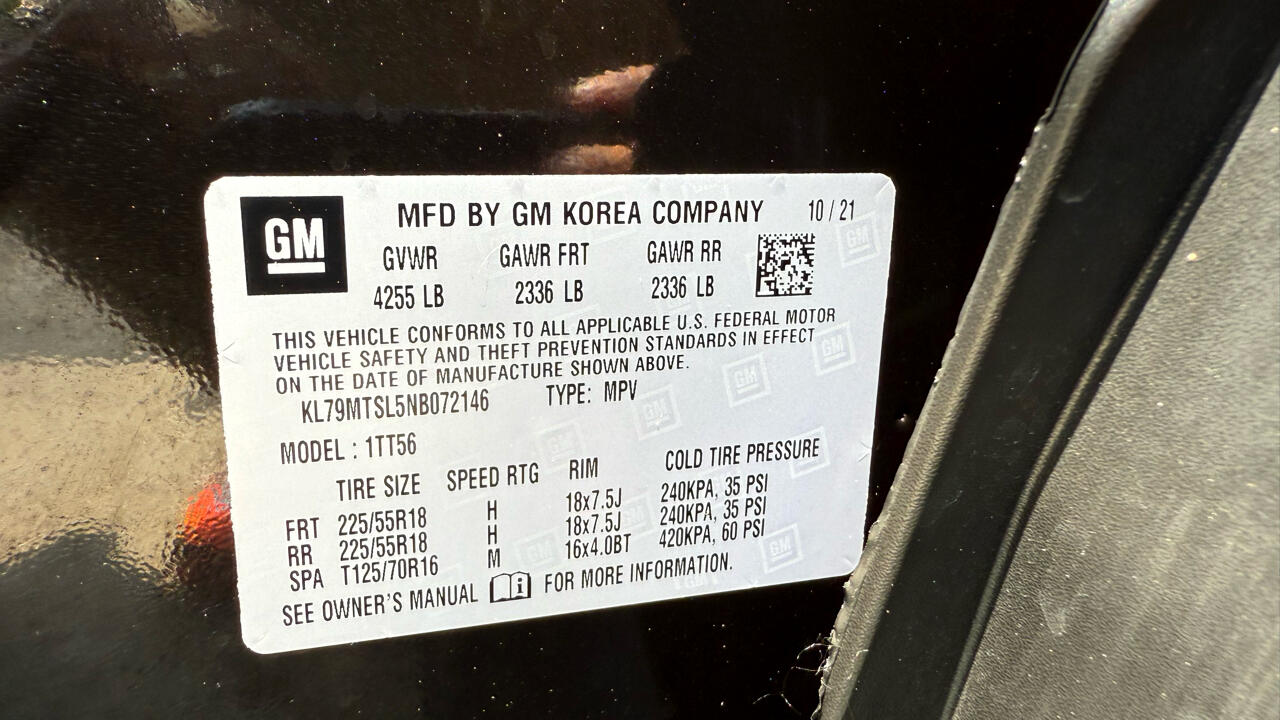 GM MFD BY GM KOREA COMPANY 10 / 21
GVWR GAWR FRT GAWR RR
4255 LB 2336 LB 2336 LB
THIS VEHICLE CONFORMS TO ALL APPLICABLE U.S. FEDERAL MOTOR
VEHICLE SAFETY AND THEFT PREVENTION STANDARDS IN EFFECT
ON THE DATE OF MANUFACTURE SHOWN ABOVE.
KL79MTSL5NB072146 TYPE: MPV
MODEL : 1TT56
TIRE SIZE SPEED RTG RIM COLD TIRE PRESSURE
FRT 225/55R18 H 18x7.5J 240KPA, 35 PSI
RR 225/55R18 H 18x7.5J 240KPA, 35 PSI
SPA T125/70R16 M 16x4.0BT 420KPA, 60 PSI
SEE OWNER'S MANUAL FOR MORE INFORMATION.